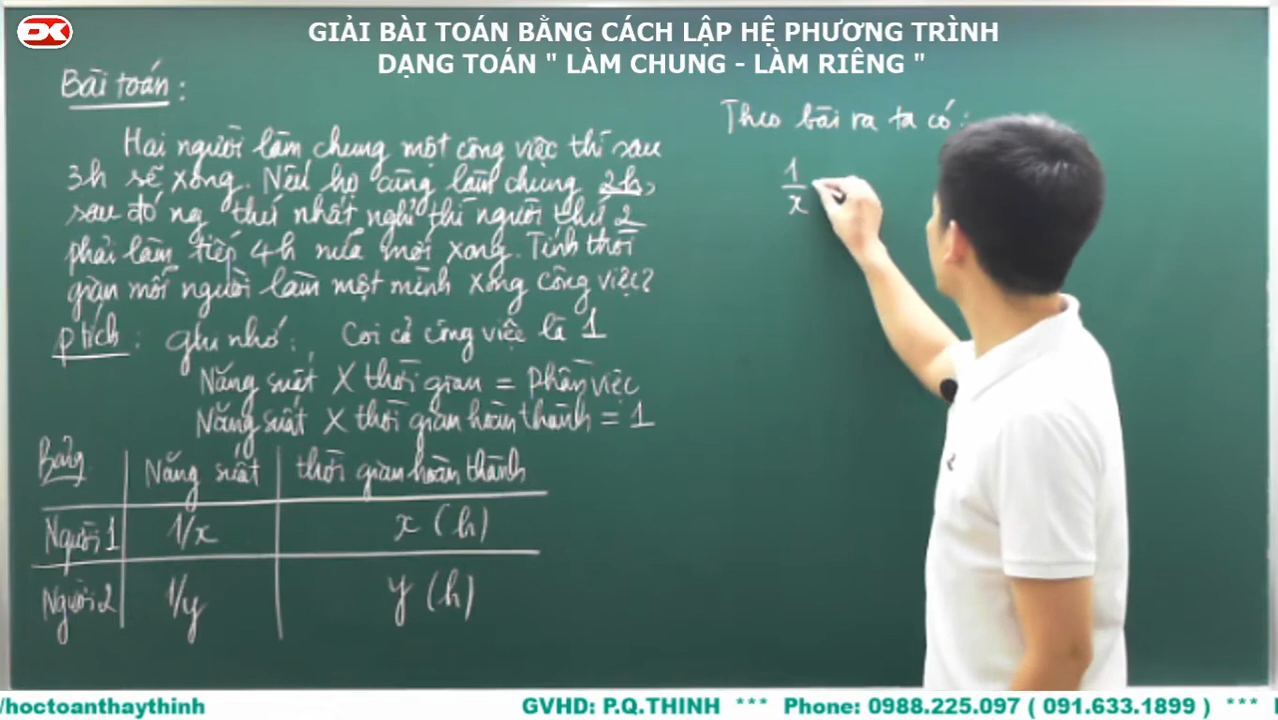 DK
GIẢI BÀI TOÁN BẰNG CÁCH LẬP HỆ PHƯƠNG TRÌNH
DẠNG TOÁN " LÀM CHUNG - LÀM RIÊNG "
Bài toán:
Hai người làm chung một công việc thì sau
3h sẽ xong. Nếu họ cùng làm chung 2h,
sau đó ng thứ nhất nghỉ thì người thứ 2
phải làm tiếp 4h nữa mới xong. Tính thời
gian mỗi người làm một mình xong công việc?
P tích: ghi nhớ: Coi cả công việc là 1
Năng suất X thời gian = Phần việc
Năng suất X thời gian hoàn thành = 1
Bảng Năng suất thời gian hoàn thành
Người 1 1/x x (h)
Người 2 1/y y (h)
Theo bài ra ta có:
1/x
/hoctoanthaythinh GVHD: P.Q.THINH *** Phone: 0988.225.097 ( 091.633.1899 ) ***